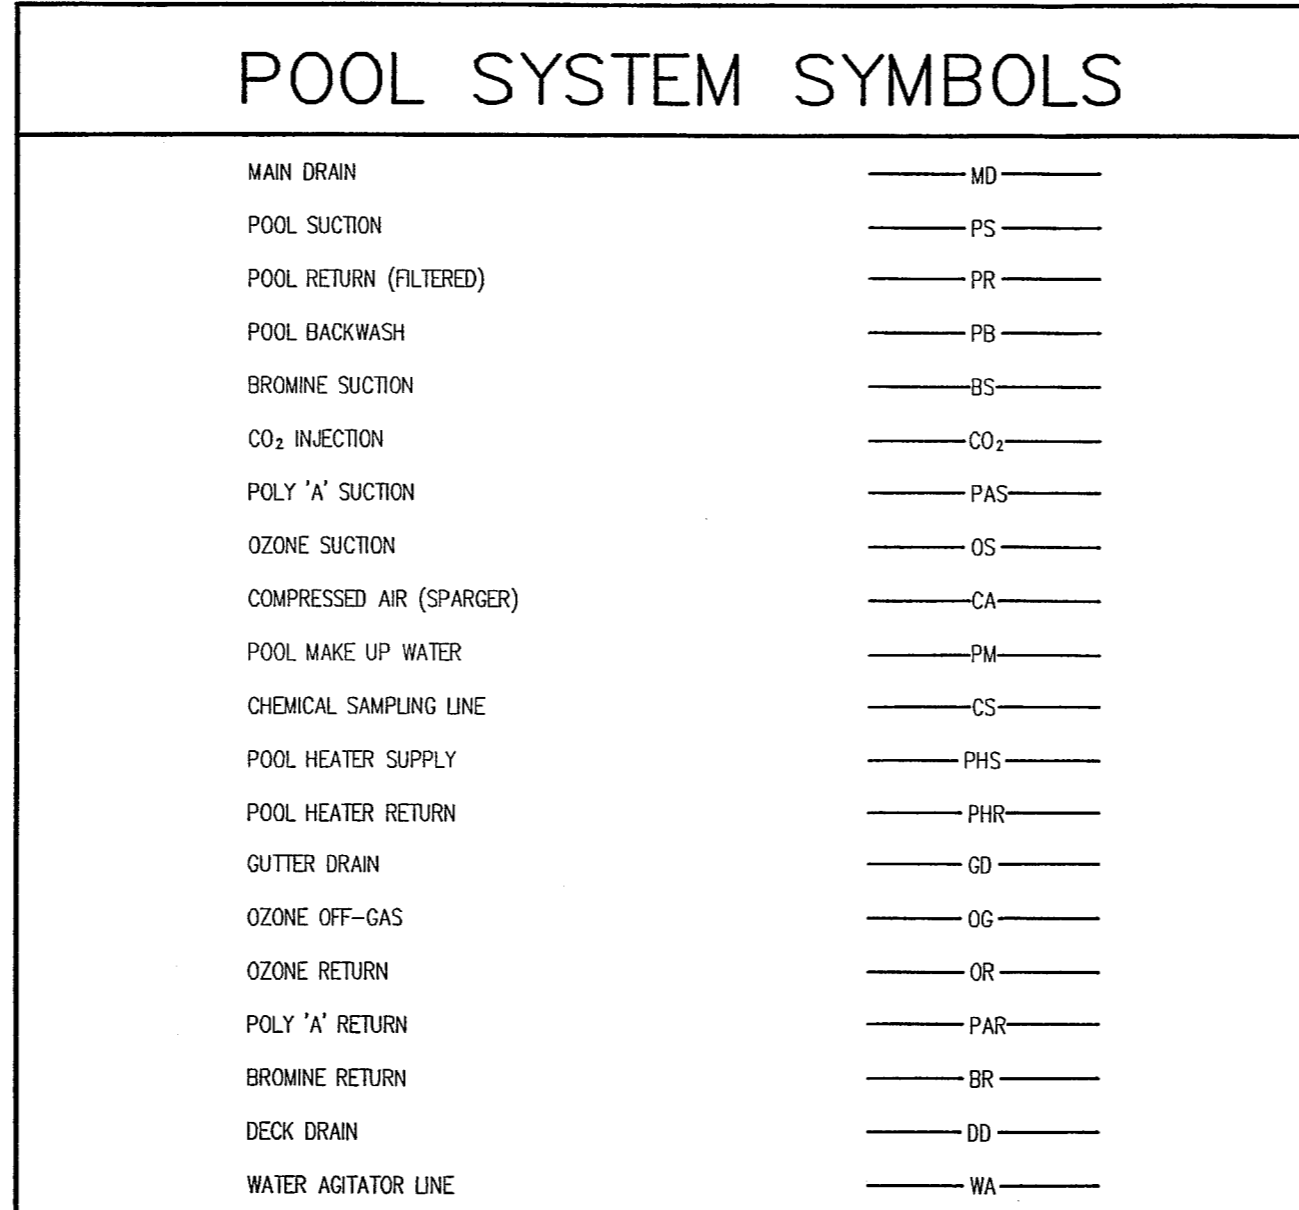 POOL SYSTEM SYMBOLS
MAIN DRAIN MD
POOL SUCTION PS
POOL RETURN (FILTERED) PR
POOL BACKWASH PB
BROMINE SUCTION BS
CO₂ INJECTION CO₂
POLY 'A' SUCTION PAS
OZONE SUCTION OS
COMPRESSED AIR (SPARGER) CA
POOL MAKE UP WATER PM
CHEMICAL SAMPLING LINE CS
POOL HEATER SUPPLY PHS
POOL HEATER RETURN PHR
GUTTER DRAIN GD
OZONE OFF-GAS OG
OZONE RETURN OR
POLY 'A' RETURN PAR
BROMINE RETURN BR
DECK DRAIN DD
WATER AGITATOR LINE WA